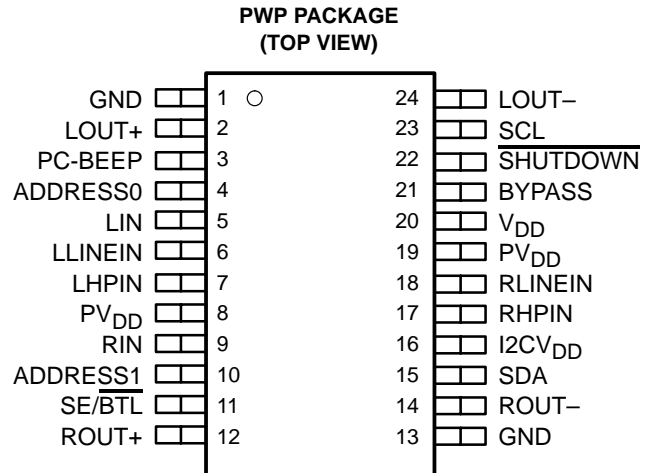 PWP PACKAGE
(TOP VIEW)
GND 1 24 LOUT–
LOUT+ 2 23 SCL
PC-BEEP 3 22 SHUTDOWN
ADDRESS0 4 21 BYPASS
LIN 5 20 VDD
LLINEIN 6 19 PVDD
LHPIN 7 18 RLINEIN
PVDD 8 17 RHPIN
RIN 9 16 I2CVDD
ADDRESS1 10 15 SDA
SE/BTL 11 14 ROUT–
ROUT+ 12 13 GND